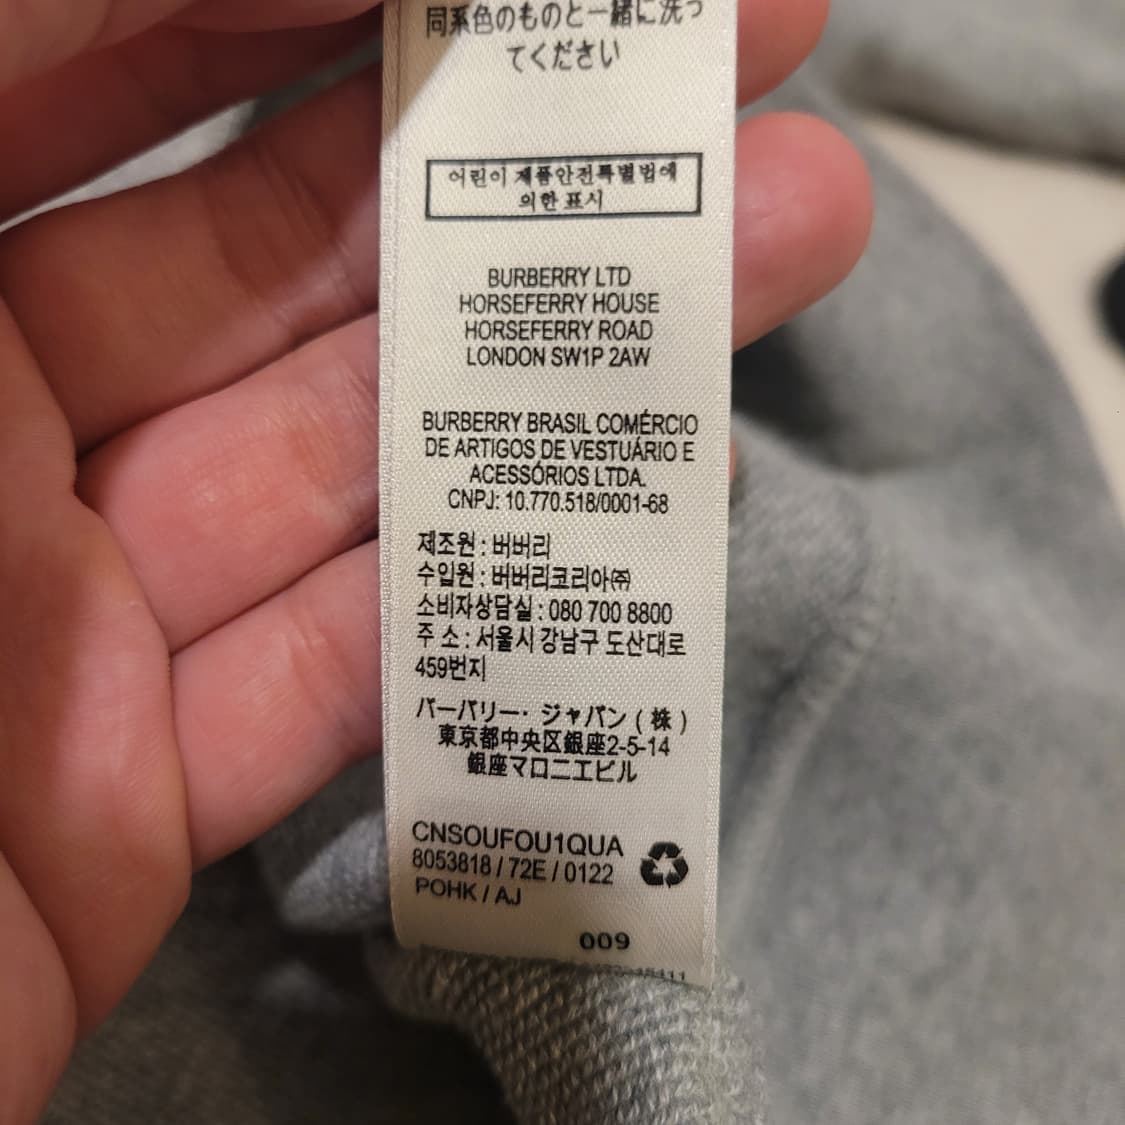 同系色のものと一緒に洗っ
てください
어린이 제품안전특별법에
의한 표시
BURBERRY LTD
HORSEFERRY HOUSE
HORSEFERRY ROAD
LONDON SW1P 2AW
BURBERRY BRASIL COMÉRCIO
DE ARTIGOS DE VESTUÁRIO E
ACESSÓRIOS LTDA.
CNPJ: 10.770.518/0001-68
제조원 : 버버리
수입원 : 버버리코리아㈜
소비자상담실 : 080 700 8800
주 소 : 서울시 강남구 도산대로
459번지
バーバリー・ジャパン (株)
東京都中央区銀座2-5-14
銀座マロニエビル
CNSOUFOU1QUA
8053818 / 72E / 0122
POHK / AJ
009